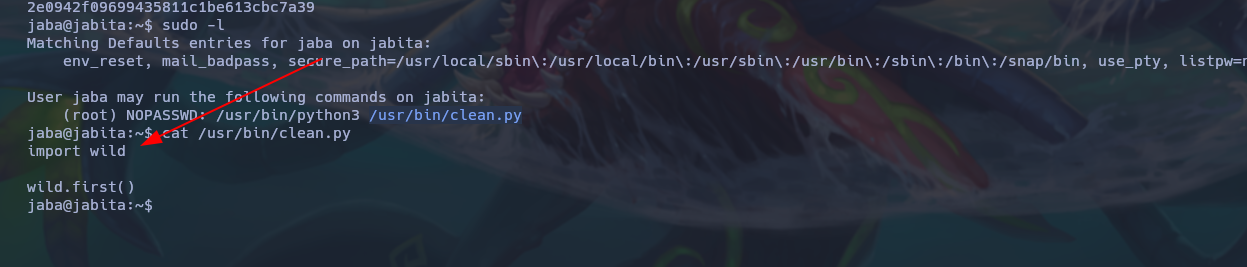 2e0942f09699435811c1be613cbc7a39
jaba@jabita:~$ sudo -l
Matching Defaults entries for jaba on jabita:
    env_reset, mail_badpass, secure_path=/usr/local/sbin\:/usr/local/bin\:/usr/sbin\:/usr/bin\:/sbin\:/bin\:/snap/bin, use_pty, listpw=n

User jaba may run the following commands on jabita:
    (root) NOPASSWD: /usr/bin/python3 /usr/bin/clean.py
jaba@jabita:~$ cat /usr/bin/clean.py
import wild

wild.first()
jaba@jabita:~$